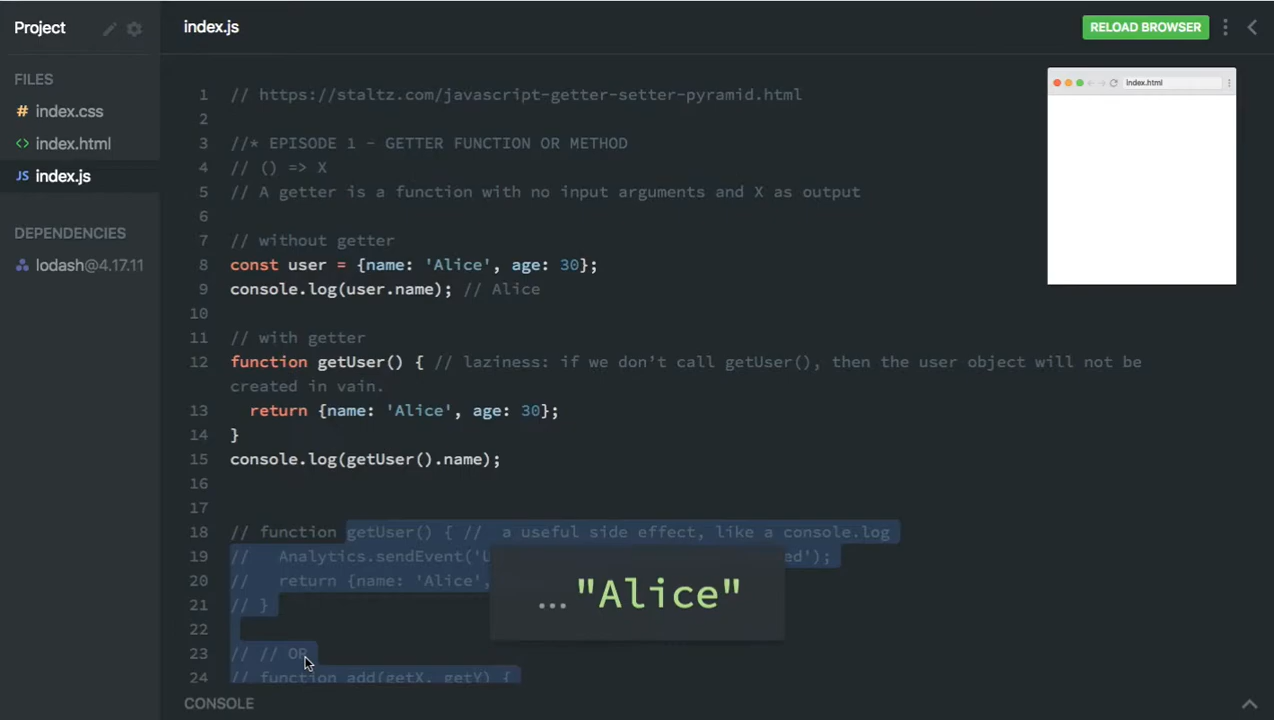 Project
index.js
RELOAD BROWSER
FILES
# index.css
<> index.html
JS index.js
DEPENDENCIES
lodash@4.17.11
index.html
1 // https://staltz.com/javascript-getter-setter-pyramid.html
2
3 //* EPISODE 1 - GETTER FUNCTION OR METHOD
4 // () => X
5 // A getter is a function with no input arguments and X as output
6
7 // without getter
8 const user = {name: 'Alice', age: 30};
9 console.log(user.name); // Alice
10
11 // with getter
12 function getUser() { // laziness: if we don’t call getUser(), then the user object will not be
created in vain.
13 return {name: 'Alice', age: 30};
14 }
15 console.log(getUser().name);
16
17
18 // function getUser() { //  a useful side effect, like a console.log
19 //   Analytics.sendEvent('U ed');
20 //   return {name: 'Alice',
21 // }
22
23 // // OR
24 // function add(getX, getY) {
... "Alice"
CONSOLE